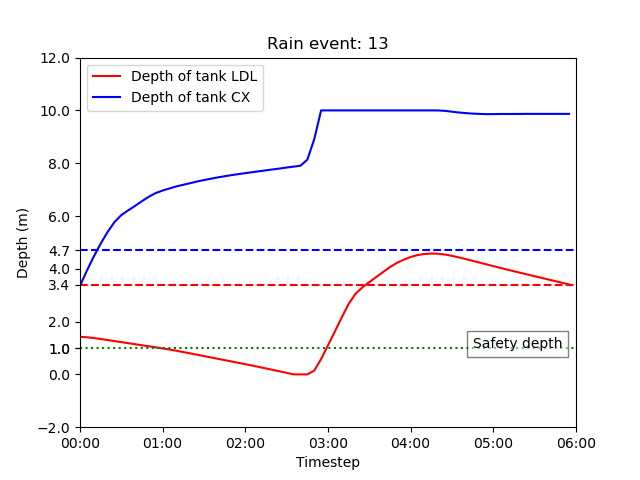 Rain event: 13
Depth of tank LDL
Depth of tank CX
12.0
10.0
8.0
6.0
4.7
4.0
3.4
2.0
1.0
0.0
−2.0
Depth (m)
Safety depth
00:00 01:00 02:00 03:00 04:00 05:00 06:00
Timestep